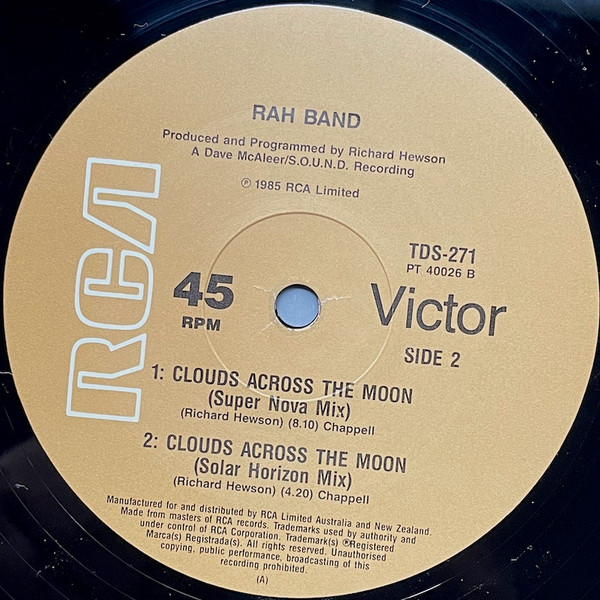 RAH BAND
Produced and Programmed by Richard Hewson
A Dave McAleer/S.O.U.N.D. Recording
Ⓟ 1985 RCA Limited
RCA
TDS-271
PT 40026 B
45
RPM
Victor
SIDE 2
1: CLOUDS ACROSS THE MOON
(Super Nova Mix)
(Richard Hewson) (8.10) Chappell
2: CLOUDS ACROSS THE MOON
(Solar Horizon Mix)
(Richard Hewson) (4.20) Chappell
Manufactured for and distributed by RCA Limited Australia and New Zealand.
Made from masters of RCA records. Trademarks used by authority and
under control of RCA Corporation. Trademark(s) ®Registered
Marca(s) Registrada(s). All rights reserved. Unauthorised
copying, public performance, broadcasting of this
recording prohibited.
(A)